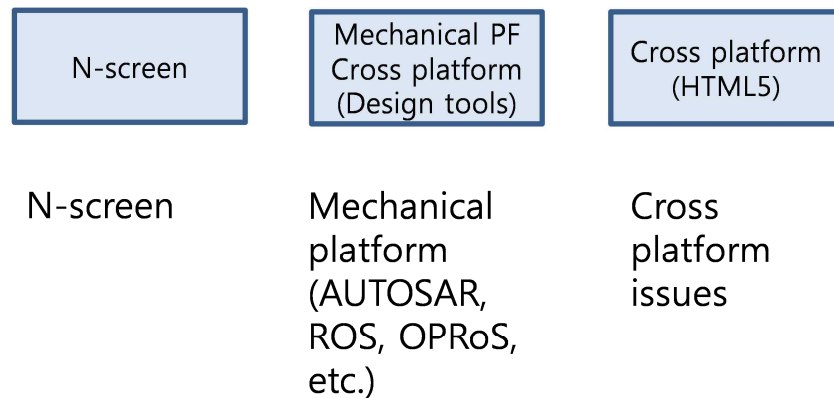 N-screen
Mechanical PF
Cross platform
(Design tools)
Cross platform
(HTML5)
N-screen
Mechanical
platform
(AUTOSAR,
ROS, OPRoS,
etc.)
Cross
platform
issues